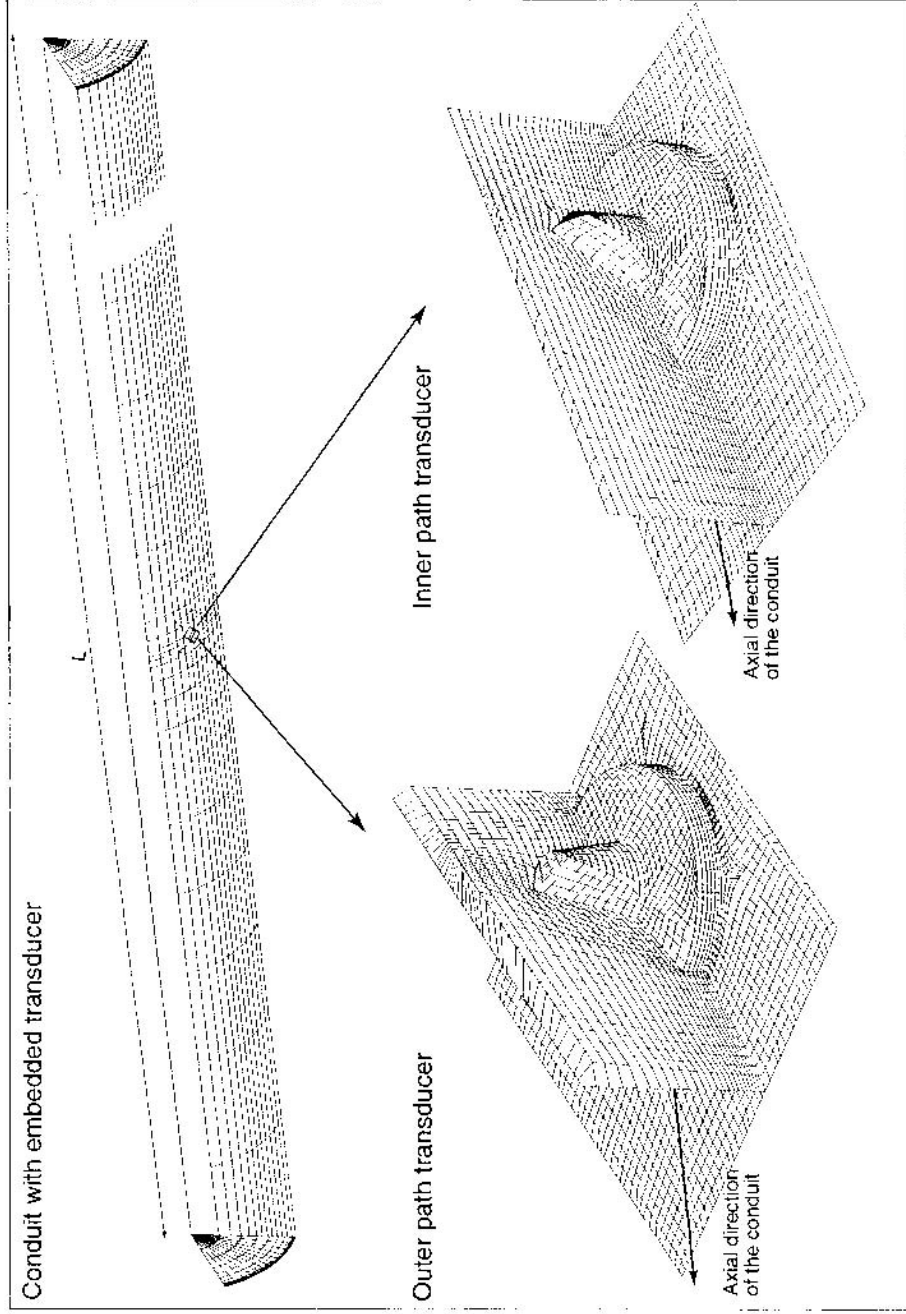 Conduit with embedded transducer
L
Outer path transducer
Inner path transducer
Axial direction
of the conduit
Axial direction
of the conduit